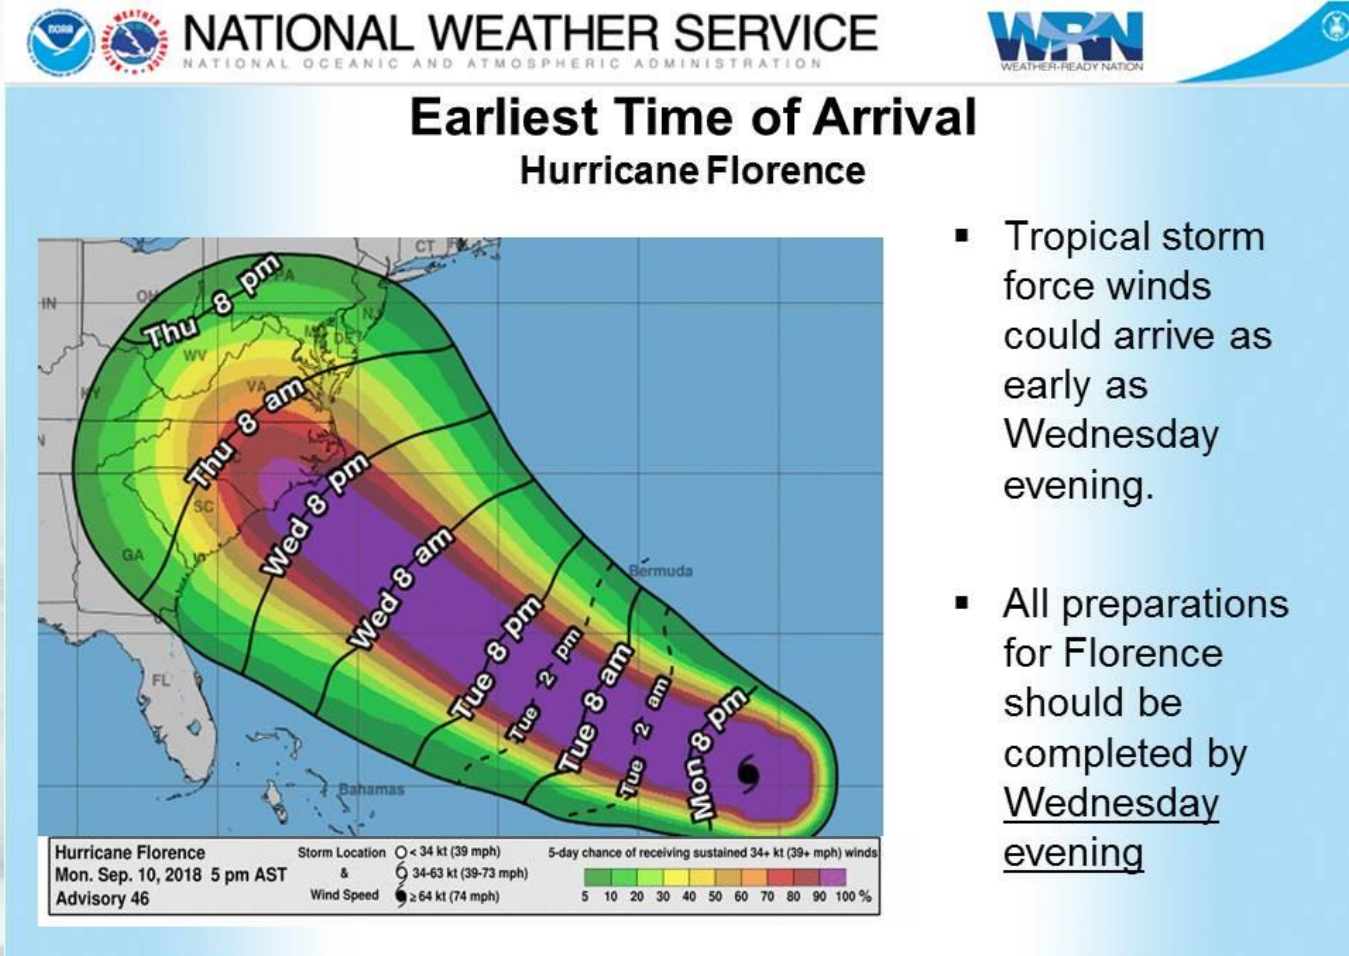 NATIONAL WEATHER SERVICE
NATIONAL OCEANIC AND ATMOSPHERIC ADMINISTRATION
NOAA
WRN
WEATHER-READY NATION
Earliest Time of Arrival
Hurricane Florence
CT
PA
OH
IN
NJ
DE
WV
KY
VA
SC
GA
FL
Bermuda
Bahamas
Thu 8 pm
Thu 8 am
Wed 8 pm
Wed 8 am
Tue 8 pm
Tue 2 pm
Tue 8 am
Tue 2 am
Mon 8 pm
Hurricane Florence
Mon. Sep. 10, 2018 5 pm AST
Advisory 46
Storm Location
&
Wind Speed
< 34 kt (39 mph)
34-63 kt (39-73 mph)
≥ 64 kt (74 mph)
5-day chance of receiving sustained 34+ kt (39+ mph) winds
5 10 20 30 40 50 60 70 80 90 100 %
▪ Tropical storm
force winds
could arrive as
early as
Wednesday
evening.
▪ All preparations
for Florence
should be
completed by
Wednesday
evening